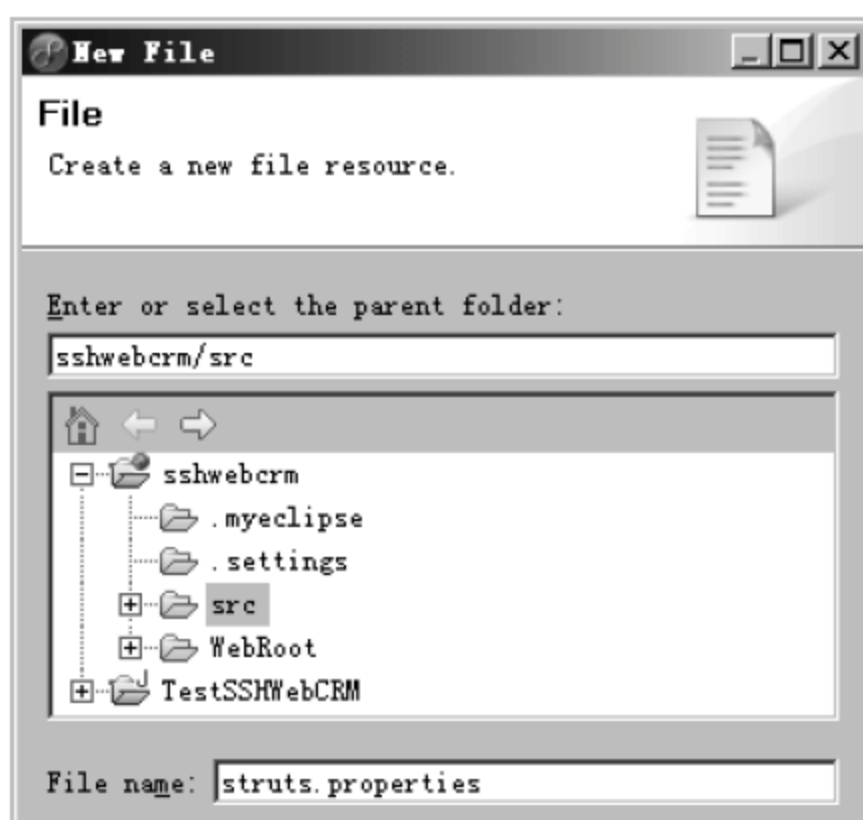 New File
File
Create a new file resource.
Enter or select the parent folder:
sshwebcrm/src
sshwebcrm
.myeclipse
.settings
src
WebRoot
TestSSHWebCRM
File name: struts.properties